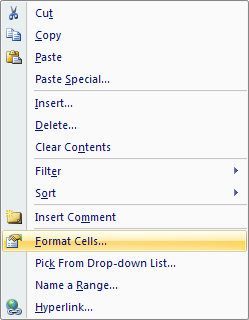 Cut
Copy
Paste
Paste Special...
Insert...
Delete...
Clear Contents
Filter
Sort
Insert Comment
Format Cells...
Pick From Drop-down List...
Name a Range...
Hyperlink...